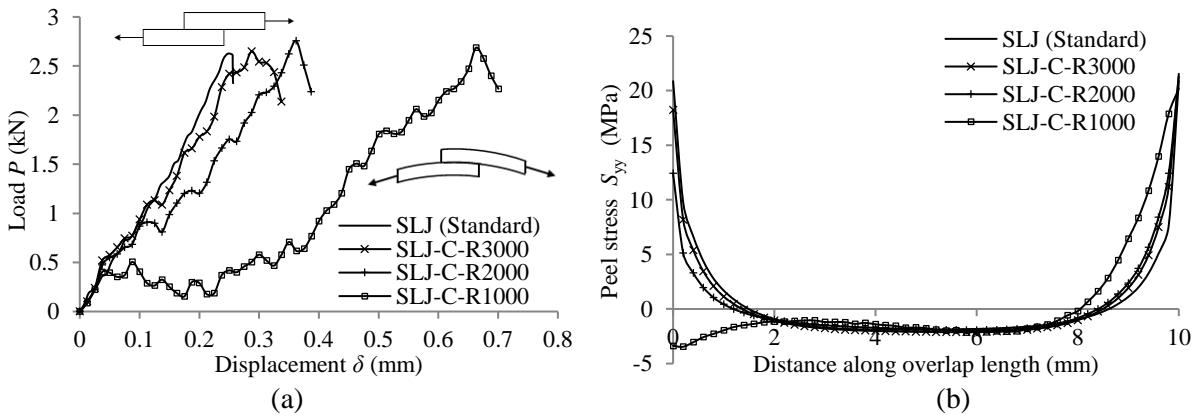 Load P (kN)
3
2.5
2
1.5
1
0.5
0
0 0.1 0.2 0.3 0.4 0.5 0.6 0.7 0.8
Displacement δ (mm)
SLJ (Standard)
SLJ-C-R3000
SLJ-C-R2000
SLJ-C-R1000
(a)
Peel stress Syy (MPa)
25
20
15
10
5
0
-5
0 2 4 6 8 10
Distance along overlap length (mm)
SLJ (Standard)
SLJ-C-R3000
SLJ-C-R2000
SLJ-C-R1000
(b)